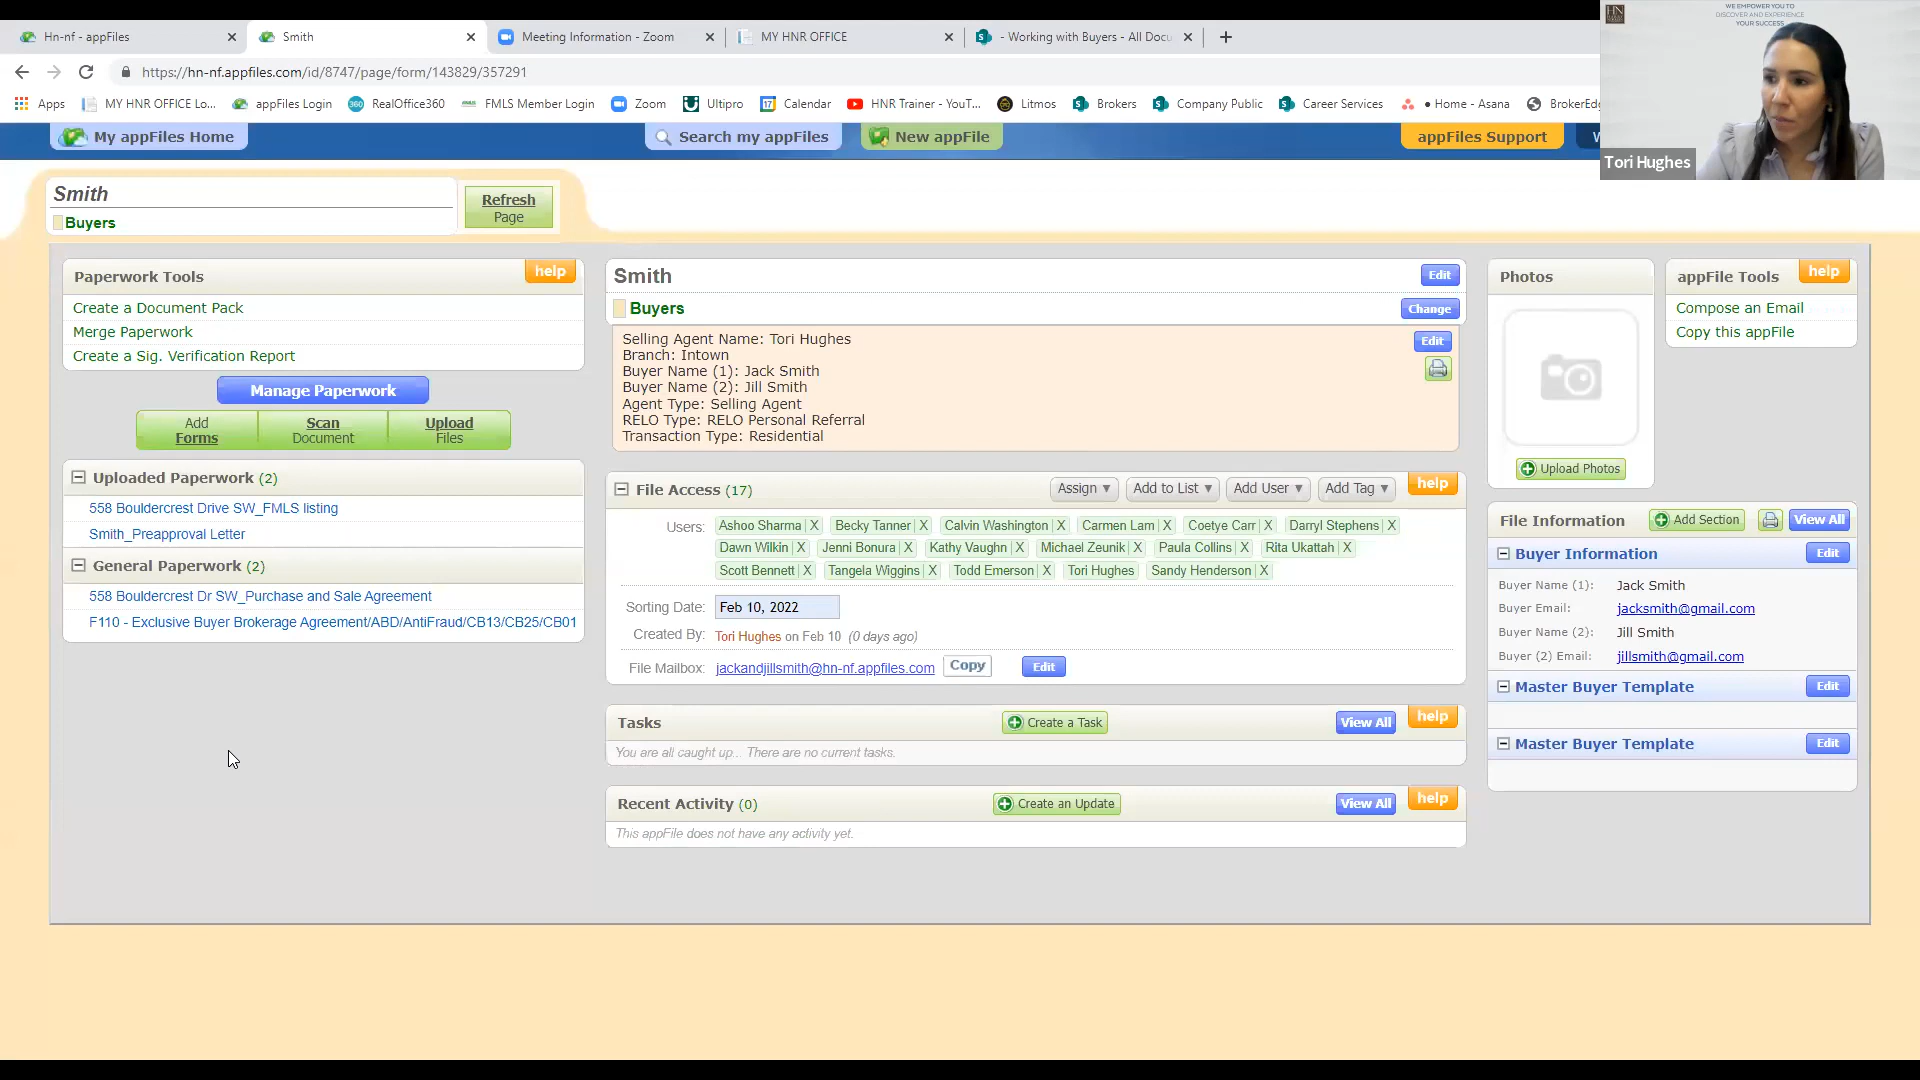 Hn-nf - appFiles
Smith
Meeting Information - Zoom
MY HNR OFFICE
- Working with Buyers - All Docu
https://hn-nf.appfiles.com/id/8747/page/form/143829/357291
Apps
MY HNR OFFICE Lo...
appFiles Login
RealOffice360
FMLS Member Login
Zoom
Ultipro
Calendar
HNR Trainer - YouT...
Litmos
Brokers
Company Public
Career Services
• Home - Asana
BrokerEdg
WE EMPOWER YOU TO
DISCOVER AND EXPERIENCE
YOUR SUCCESS
HN
Tori Hughes
My appFiles Home
Search my appFiles
New appFile
appFiles Support
Smith
Buyers
Refresh
Page
Paperwork Tools
help
Create a Document Pack
Merge Paperwork
Create a Sig. Verification Report
Manage Paperwork
Add
Forms
Scan
Document
Upload
Files
Uploaded Paperwork (2)
558 Bouldercrest Drive SW_FMLS listing
Smith_Preapproval Letter
General Paperwork (2)
558 Bouldercrest Dr SW_Purchase and Sale Agreement
F110 - Exclusive Buyer Brokerage Agreement/ABD/AntiFraud/CB13/CB25/CB01
Smith
Edit
Buyers
Change
Selling Agent Name: Tori Hughes
Edit
Branch: Intown
Buyer Name (1): Jack Smith
Buyer Name (2): Jill Smith
Agent Type: Selling Agent
RELO Type: RELO Personal Referral
Transaction Type: Residential
File Access (17)
Assign ▼
Add to List ▼
Add User ▼
Add Tag ▼
help
Users:
Ashoo Sharma X Becky Tanner X Calvin Washington X Carmen Lam X Coetye Carr X Darryl Stephens X
Dawn Wilkin X Jenni Bonura X Kathy Vaughn X Michael Zeunik X Paula Collins X Rita Ukattah X
Scott Bennett X Tangela Wiggins X Todd Emerson X Tori Hughes Sandy Henderson X
Sorting Date: Feb 10, 2022
Created By: Tori Hughes on Feb 10 (0 days ago)
File Mailbox: jackandjillsmith@hn-nf.appfiles.com Copy Edit
Tasks
Create a Task
View All
help
You are all caught up... There are no current tasks.
Recent Activity (0)
Create an Update
View All
help
This appFile does not have any activity yet.
Photos
Upload Photos
appFile Tools
help
Compose an Email
Copy this appFile
File Information
Add Section
View All
Buyer Information
Edit
Buyer Name (1): Jack Smith
Buyer Email: jacksmith@gmail.com
Buyer Name (2): Jill Smith
Buyer (2) Email: jillsmith@gmail.com
Master Buyer Template
Edit
Master Buyer Template
Edit